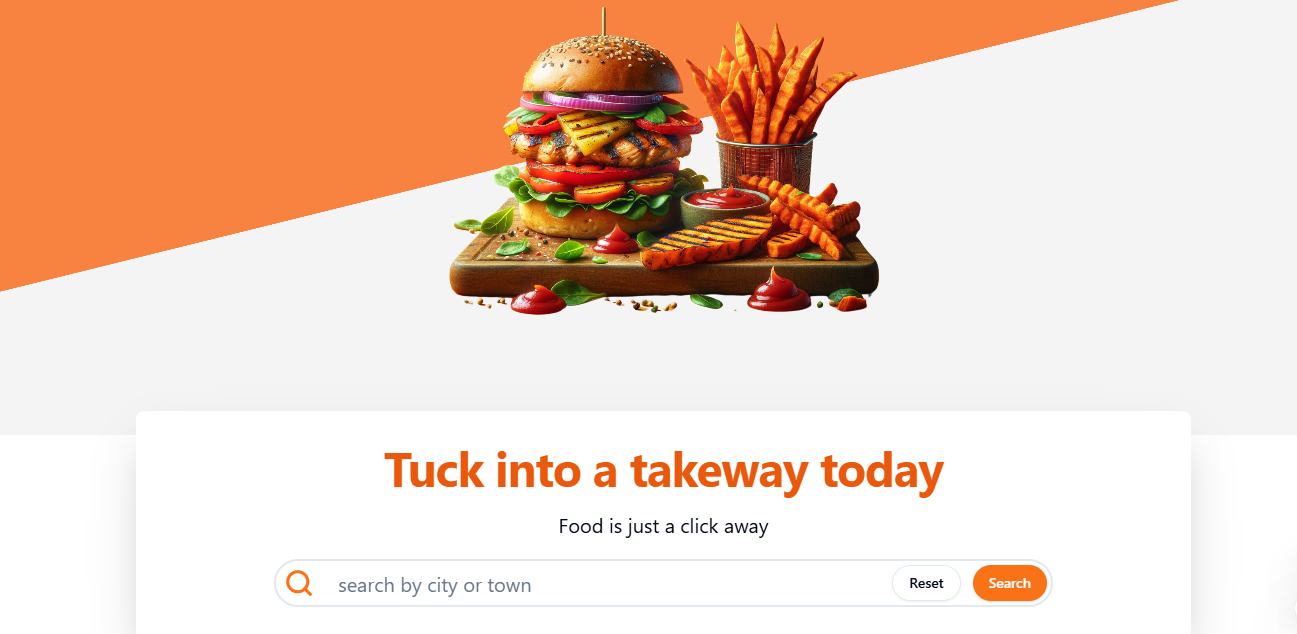 Tuck into a takeway today
Food is just a click away
search by city or town
Reset
Search